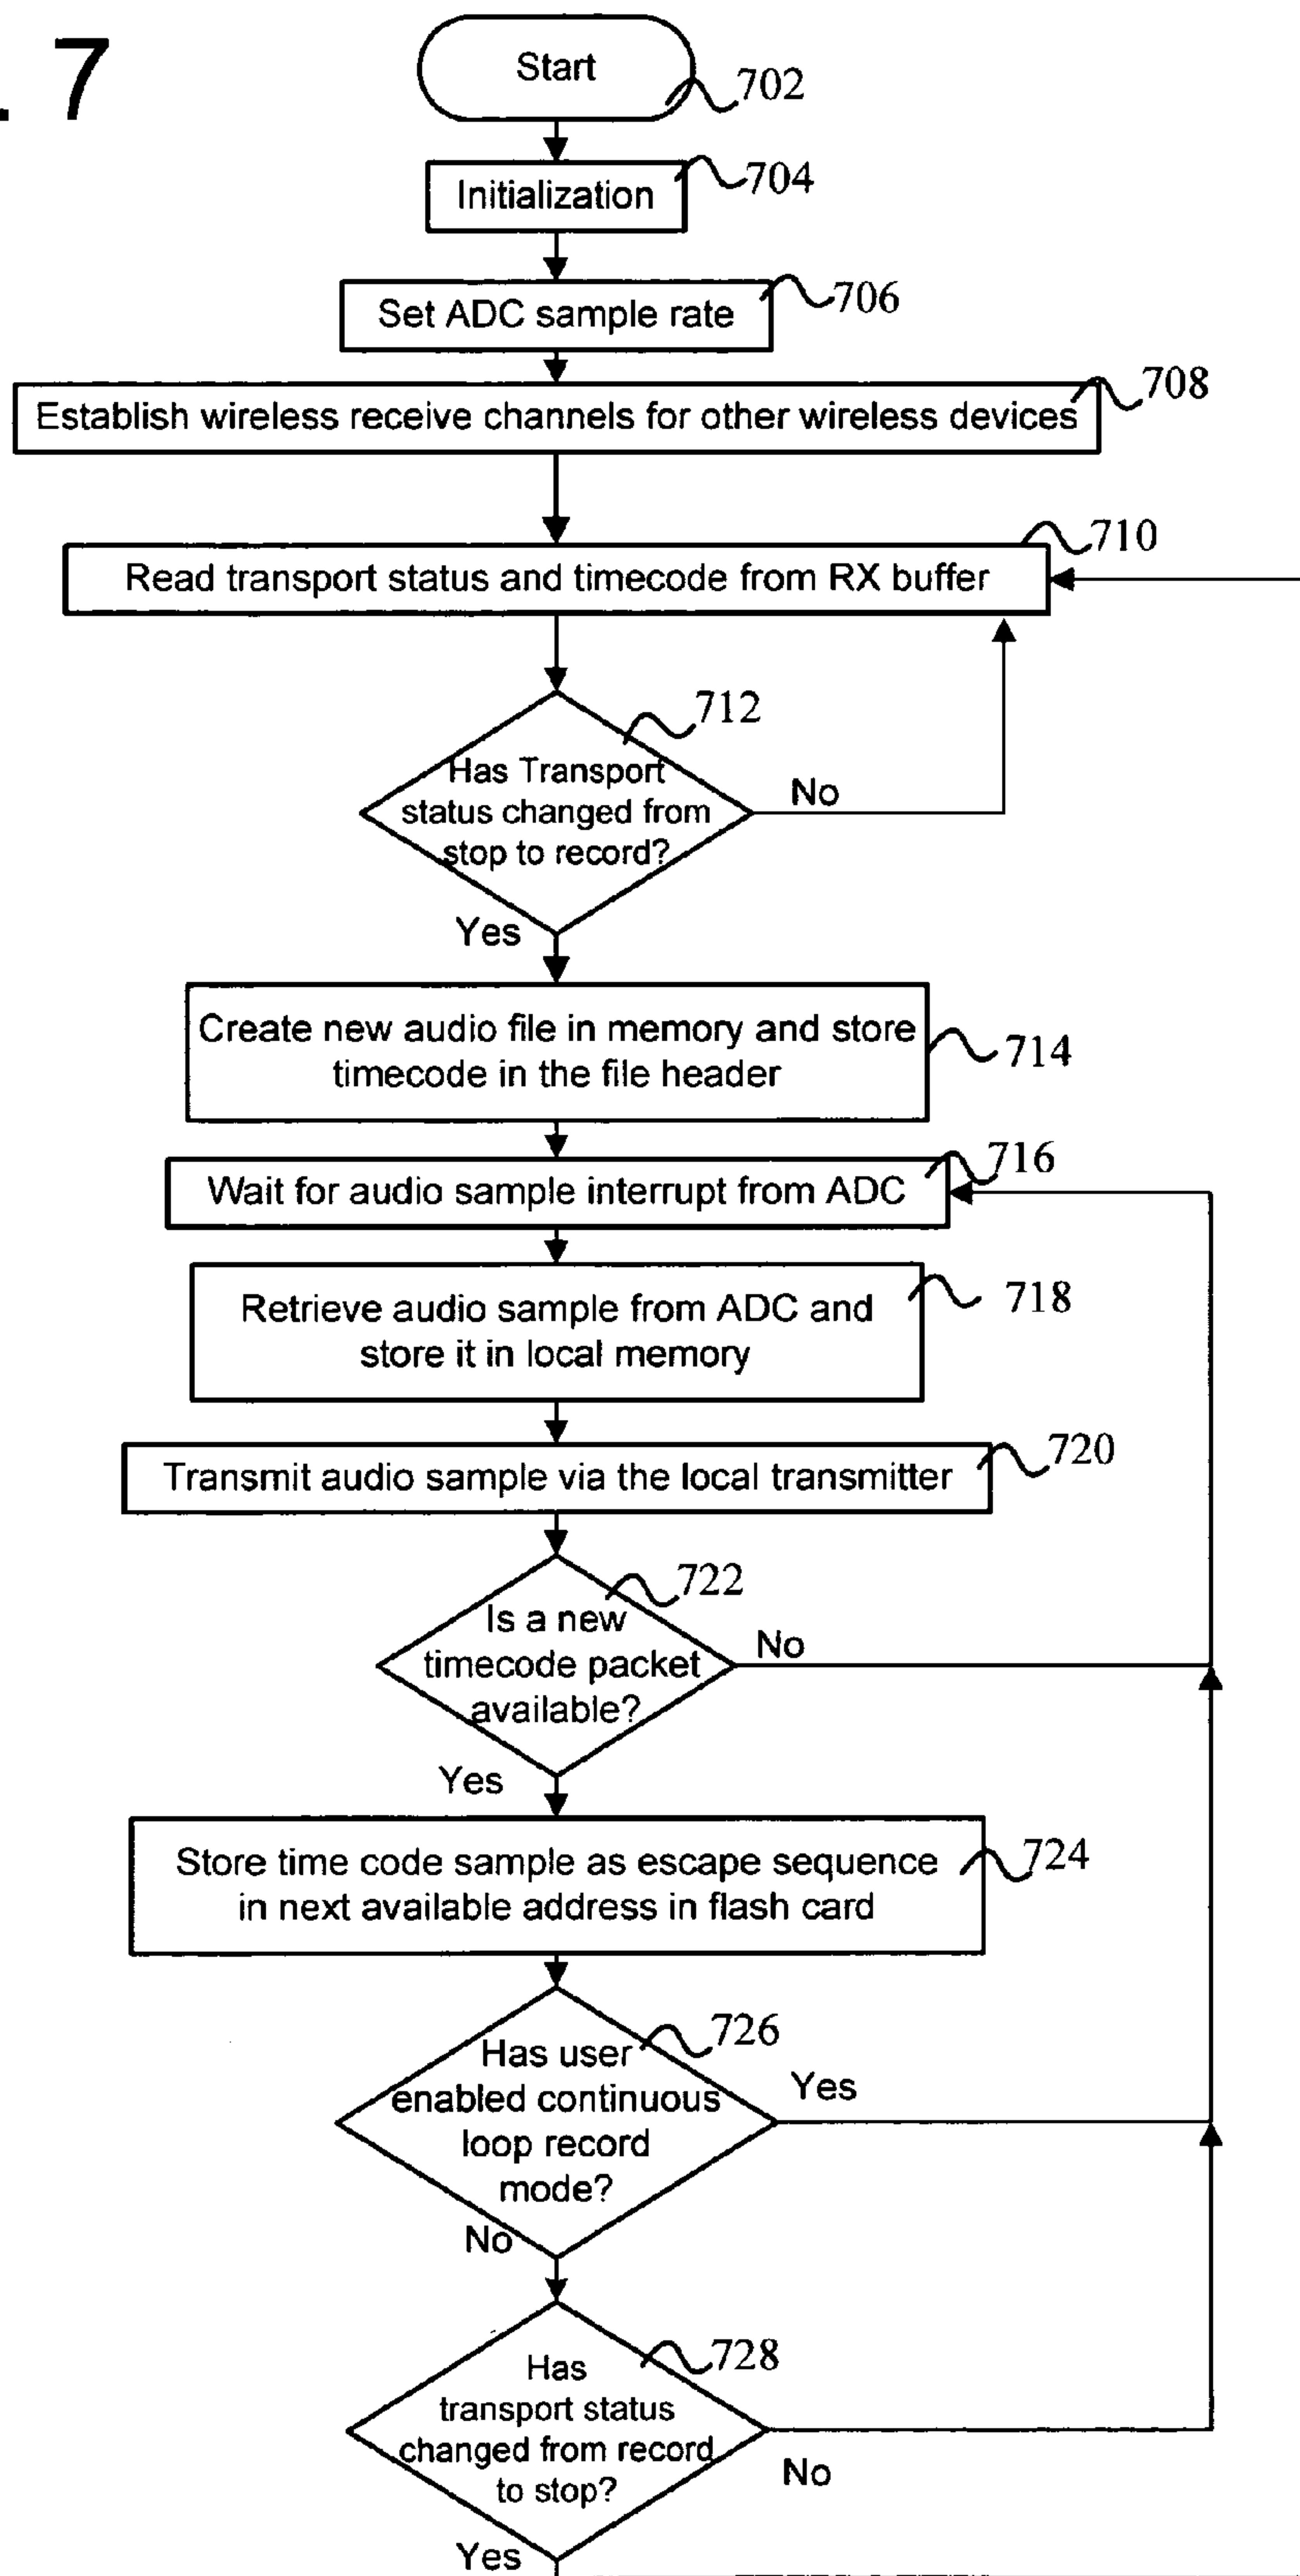 . 7
Start
702
Initialization
704
Set ADC sample rate
706
Establish wireless receive channels for other wireless devices
708
Read transport status and timecode from RX buffer
710
712
Has Transport
status changed from
stop to record?
No
Yes
Create new audio file in memory and store
timecode in the file header
714
Wait for audio sample interrupt from ADC
716
Retrieve audio sample from ADC and
store it in local memory
718
Transmit audio sample via the local transmitter
720
722
Is a new
timecode packet
available?
No
Yes
Store time code sample as escape sequence
in next available address in flash card
724
726
Has user
enabled continuous
loop record
mode?
Yes
No
728
Has
transport status
changed from record
to stop?
No
Yes